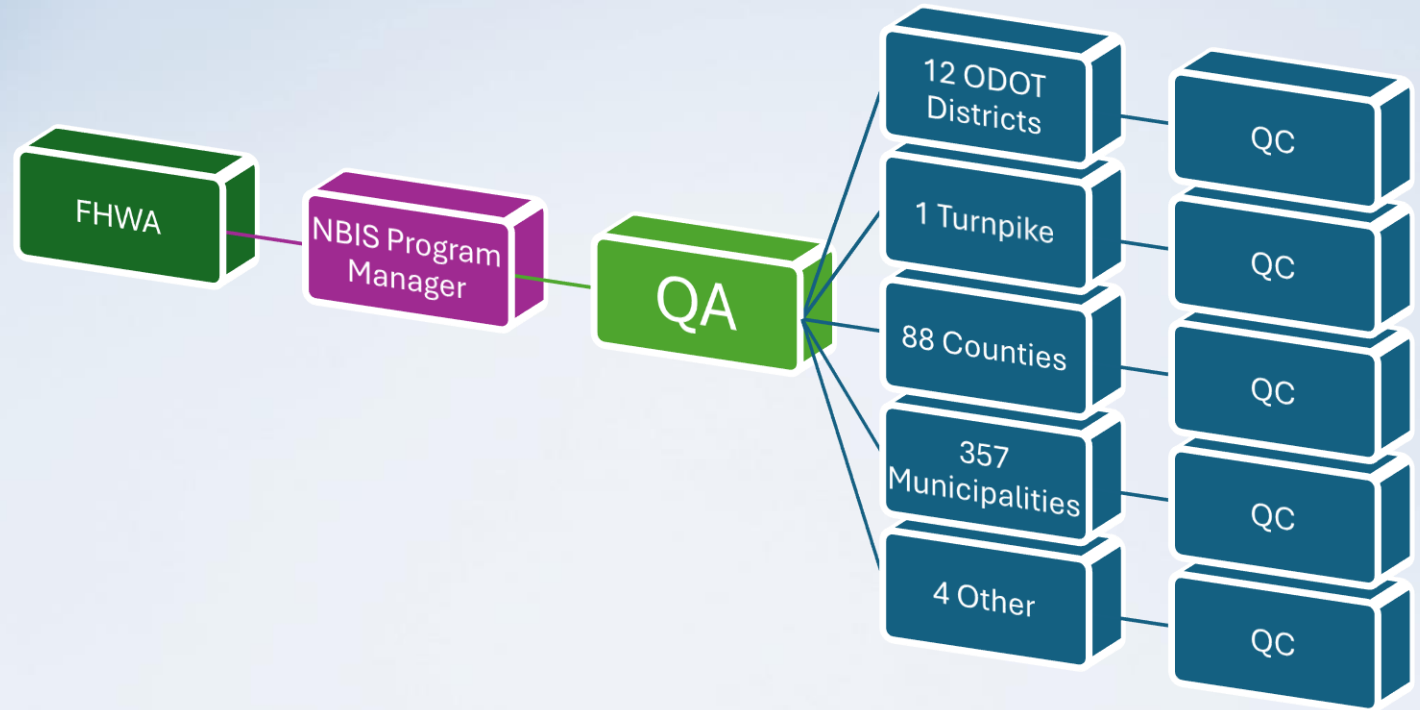 FHWA
NBIS Program
Manager
QA
12 ODOT
Districts
QC
1 Turnpike
QC
88 Counties
QC
357
Municipalities
QC
4 Other
QC